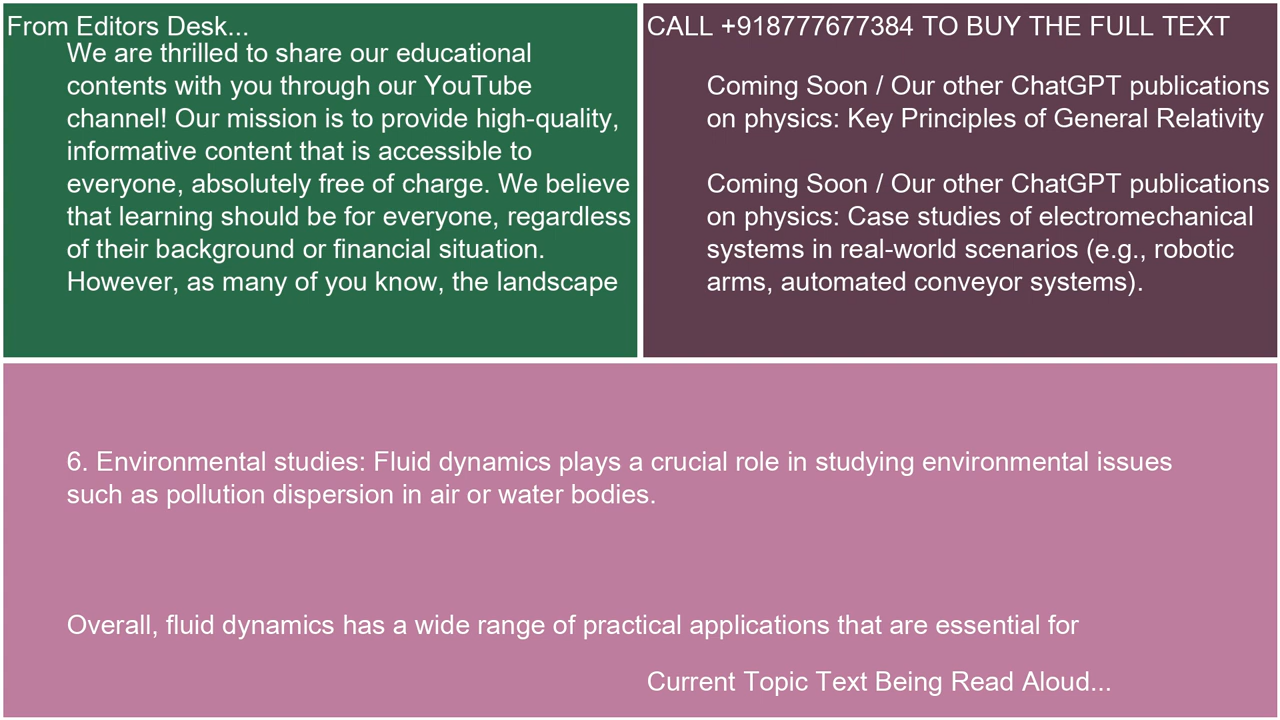 From Editors Desk...
We are thrilled to share our educational
contents with you through our YouTube
channel! Our mission is to provide high-quality,
informative content that is accessible to
everyone, absolutely free of charge. We believe
that learning should be for everyone, regardless
of their background or financial situation.
However, as many of you know, the landscape
CALL +918777677384 TO BUY THE FULL TEXT
Coming Soon / Our other ChatGPT publications
on physics: Key Principles of General Relativity
Coming Soon / Our other ChatGPT publications
on physics: Case studies of electromechanical
systems in real-world scenarios (e.g., robotic
arms, automated conveyor systems).
6. Environmental studies: Fluid dynamics plays a crucial role in studying environmental issues
such as pollution dispersion in air or water bodies.
Overall, fluid dynamics has a wide range of practical applications that are essential for
Current Topic Text Being Read Aloud...